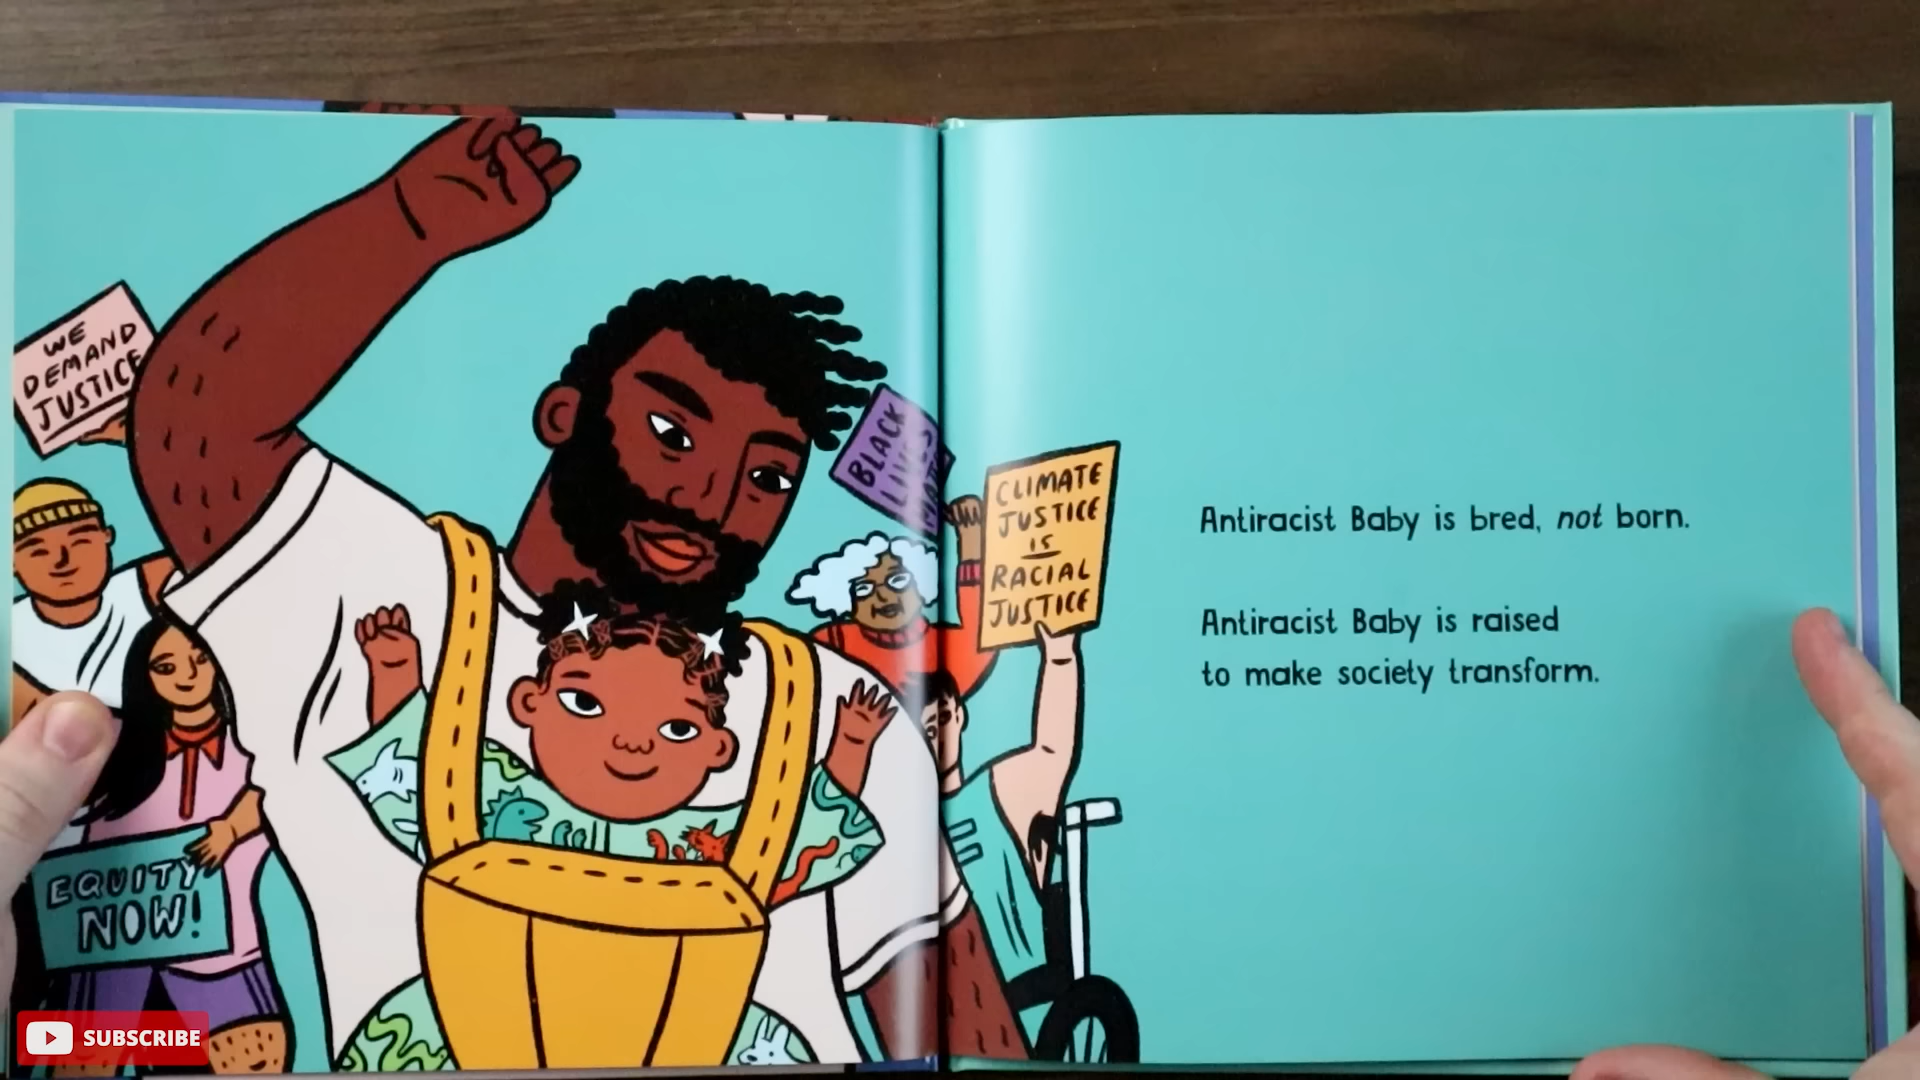 WE
DEMAND
JUSTICE
BLACK
LIVES
CLIMATE
JUSTICE
IS
RACIAL
JUSTICE
EQUITY
NOW!
Antiracist Baby is bred, not born.
Antiracist Baby is raised
to make society transform.
SUBSCRIBE